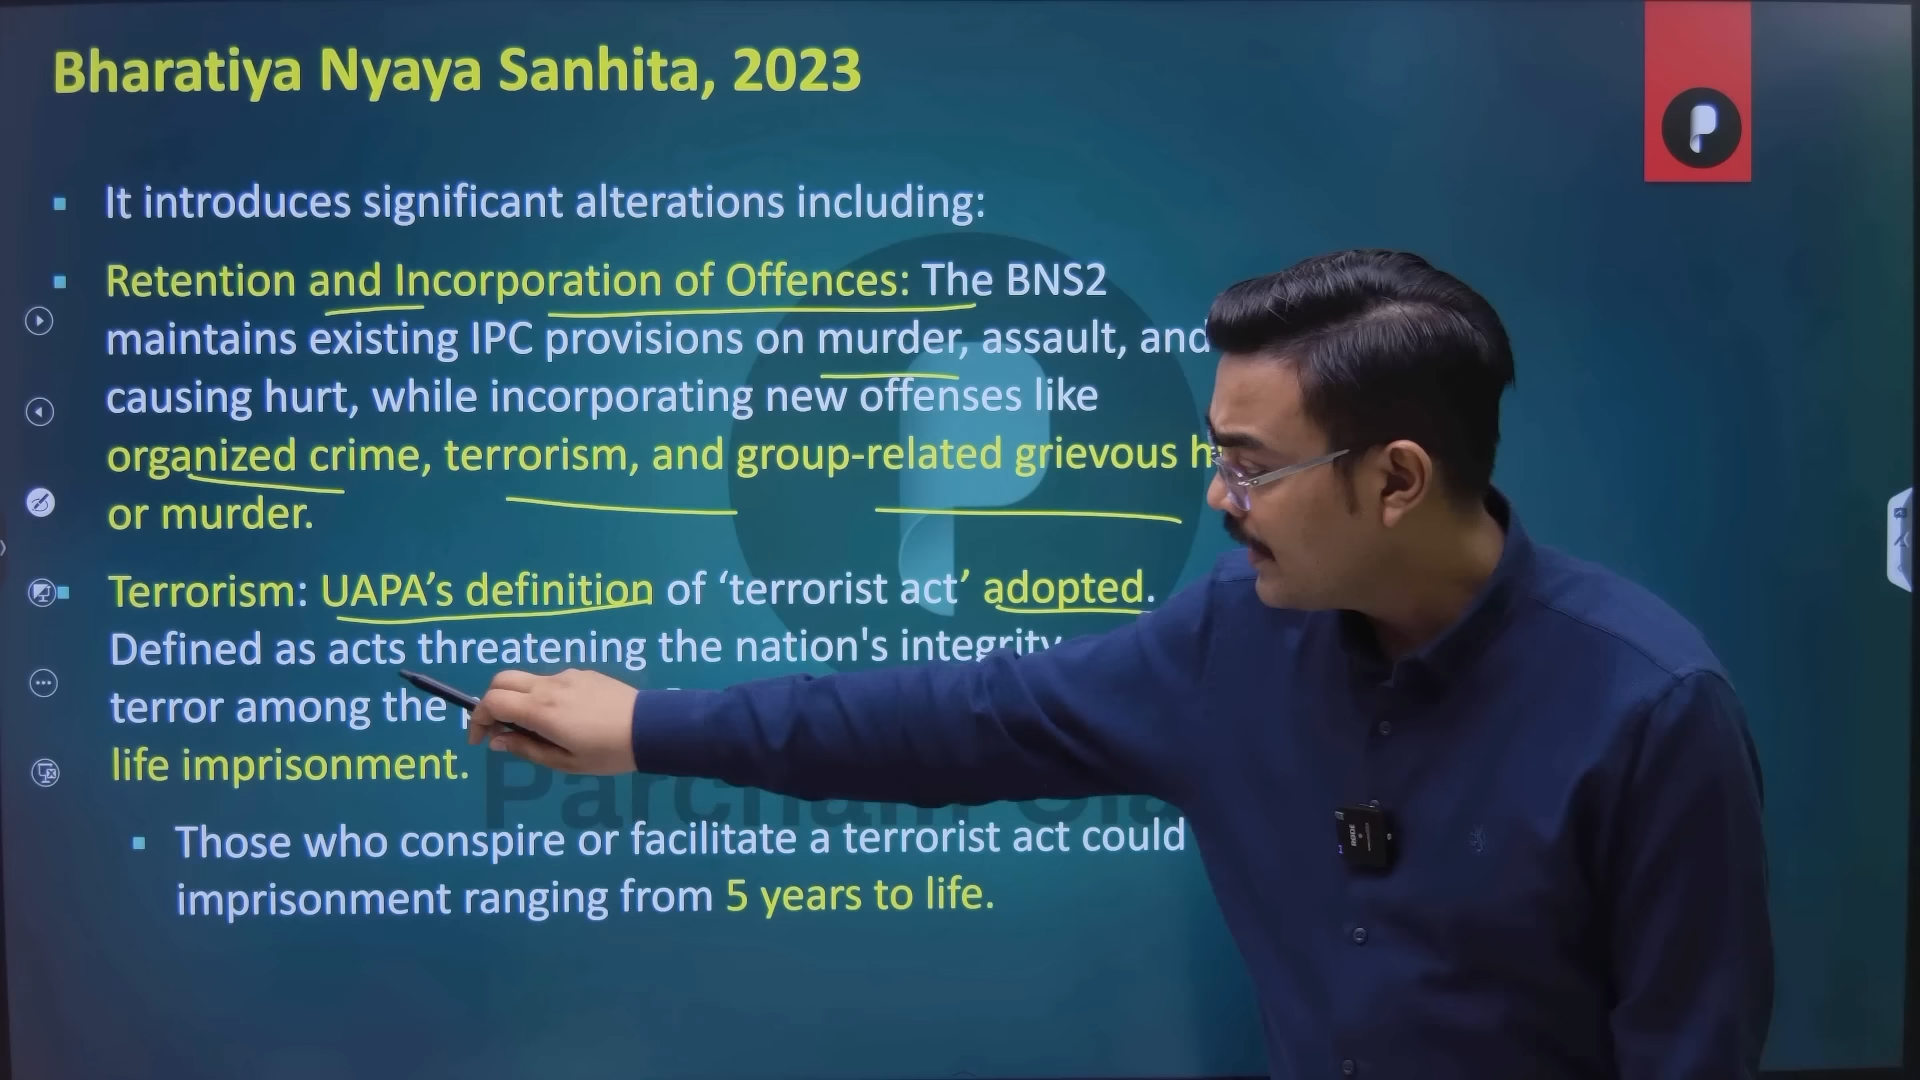 Bharatiya Nyaya Sanhita, 2023
It introduces significant alterations including:
Retention and Incorporation of Offences: The BNS2
maintains existing IPC provisions on murder, assault, and
causing hurt, while incorporating new offenses like
organized crime, terrorism, and group-related grievous
or murder.
Terrorism: UAPA’s definition of ‘terrorist act’ adopted.
Defined as acts threatening the nation's integrity
terror among the
life imprisonment.
Those who conspire or facilitate a terrorist act could
imprisonment ranging from 5 years to life.
RØDE